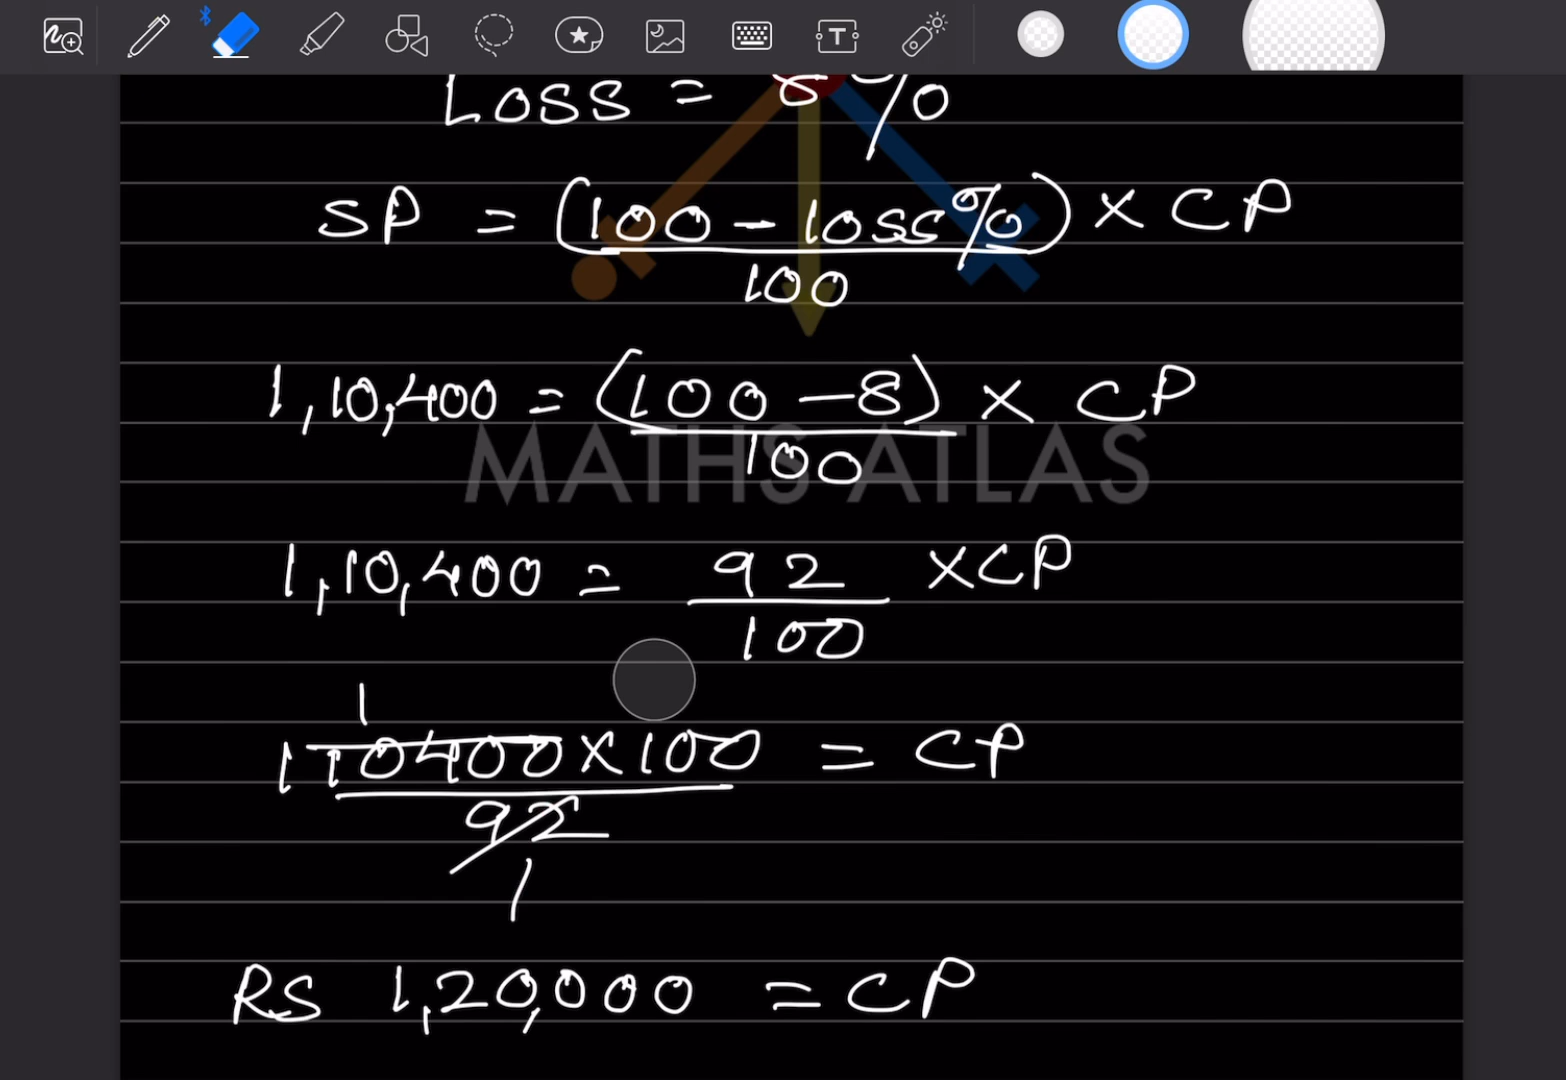 Loss = 8%
SP = (100 - loss%) × CP
100
1,10,400 = (100 - 8) × CP
100
MATHS ATLAS
1,10,400 = 92 × CP
100
1
110400 × 100 = CP
92
1
RS 1,20,000 = CP